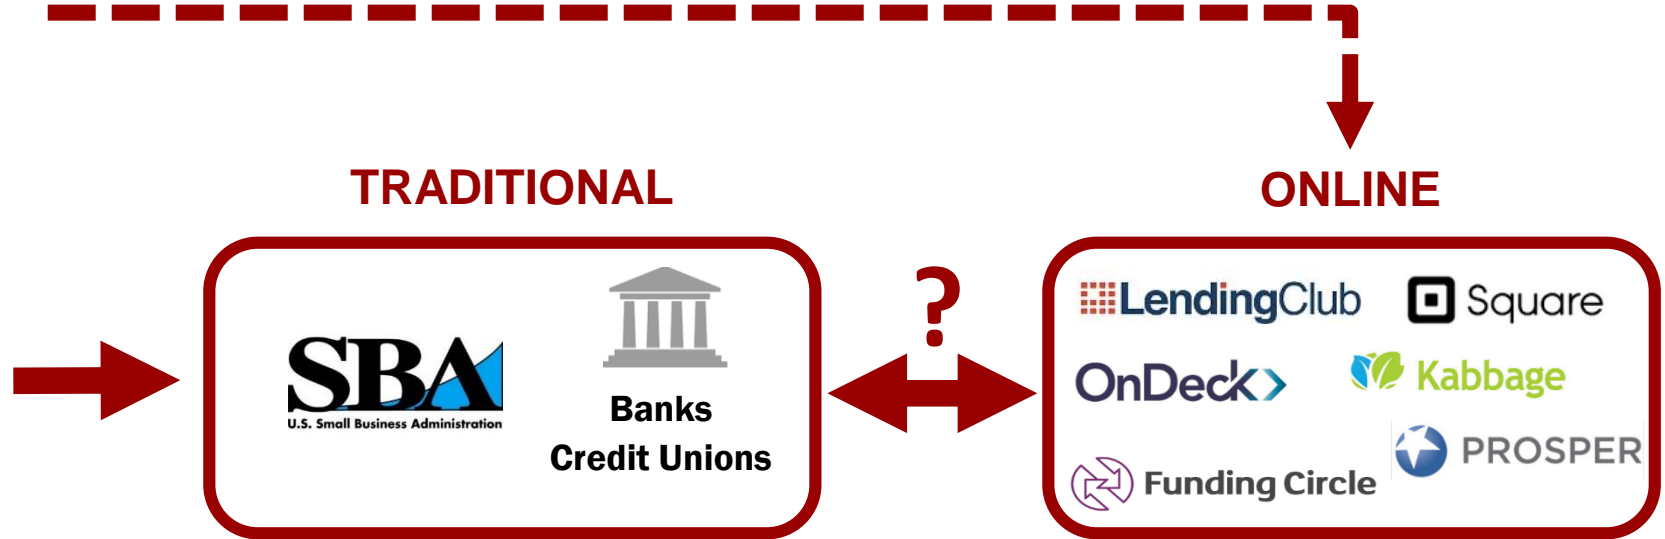 TRADITIONAL
ONLINE
?
SBA
U.S. Small Business Administration
Banks
Credit Unions
LendingClub
Square
OnDeck
Kabbage
Funding Circle
PROSPER